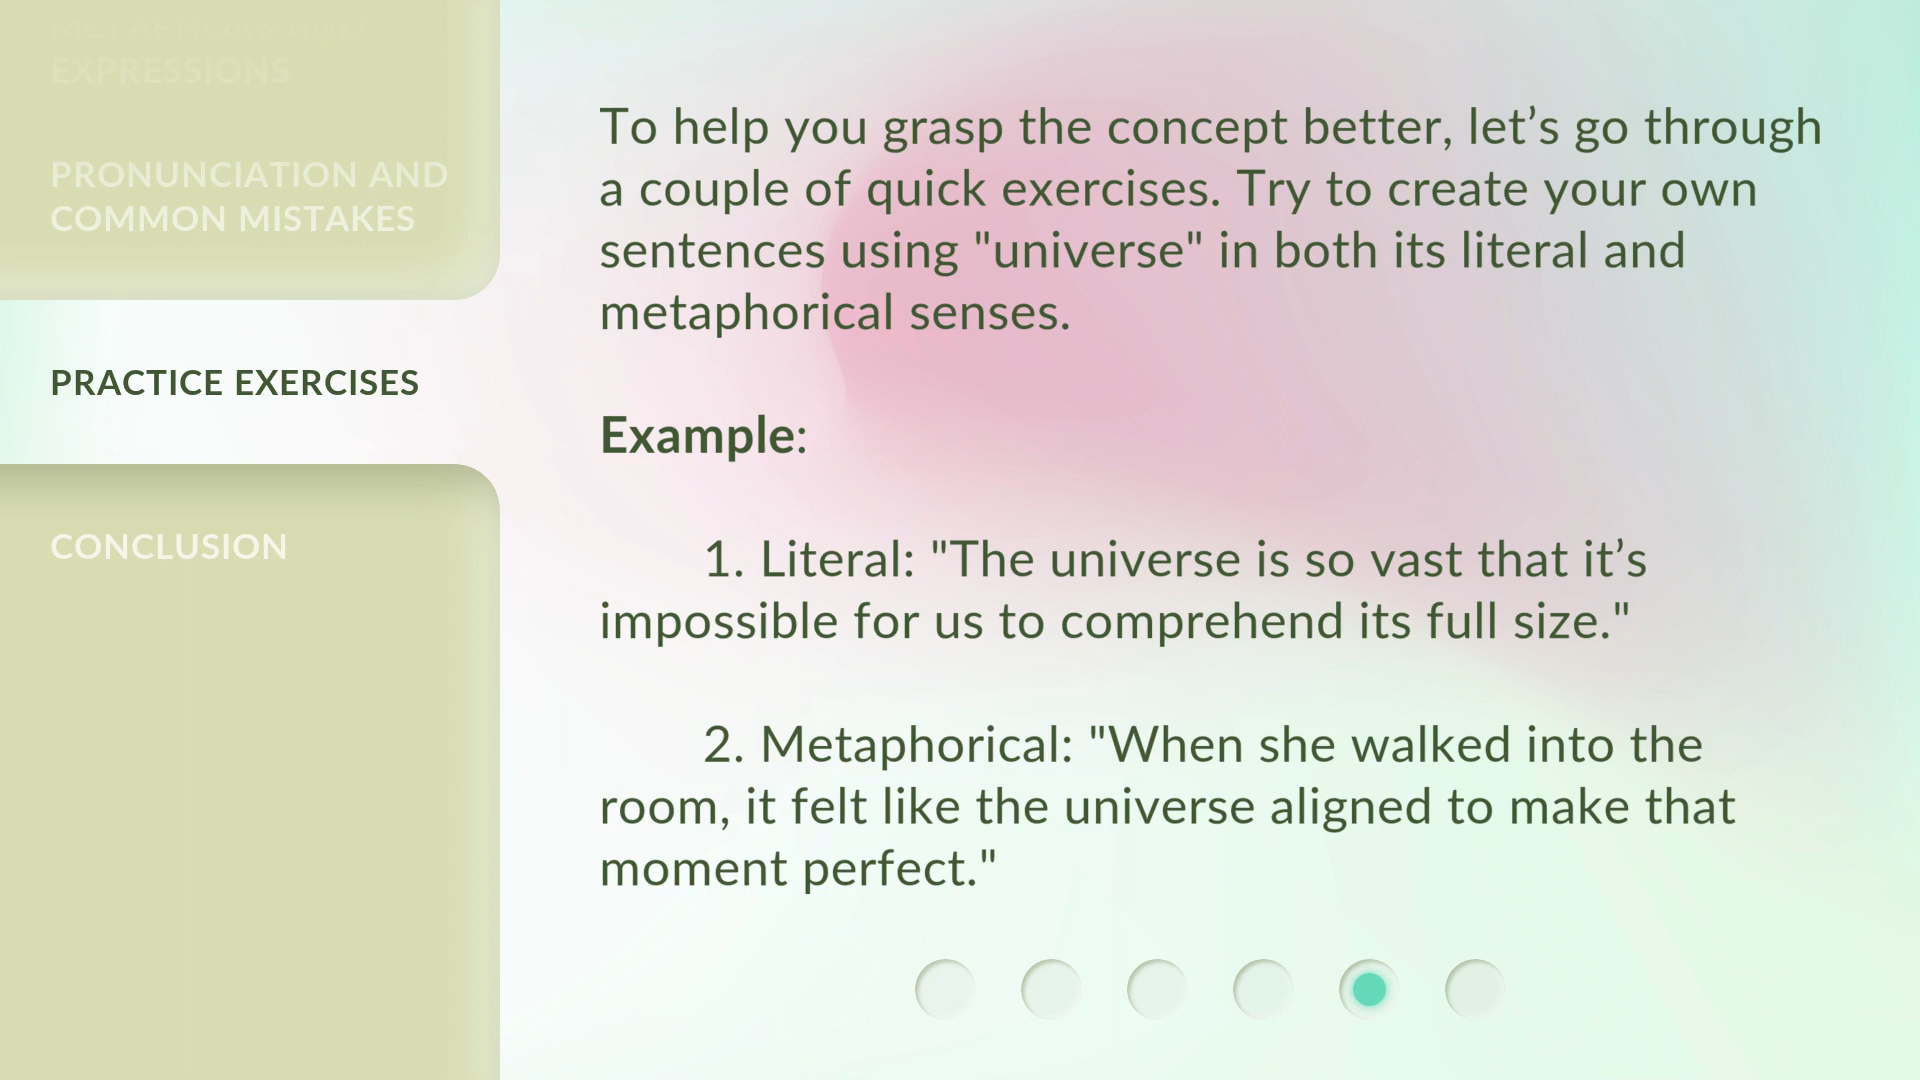 EXPRESSIONS
PRONUNCIATION AND
COMMON MISTAKES
PRACTICE EXERCISES
CONCLUSION
To help you grasp the concept better, let’s go through
a couple of quick exercises. Try to create your own
sentences using "universe" in both its literal and
metaphorical senses.
Example:
1. Literal: "The universe is so vast that it’s
impossible for us to comprehend its full size."
2. Metaphorical: "When she walked into the
room, it felt like the universe aligned to make that
moment perfect."